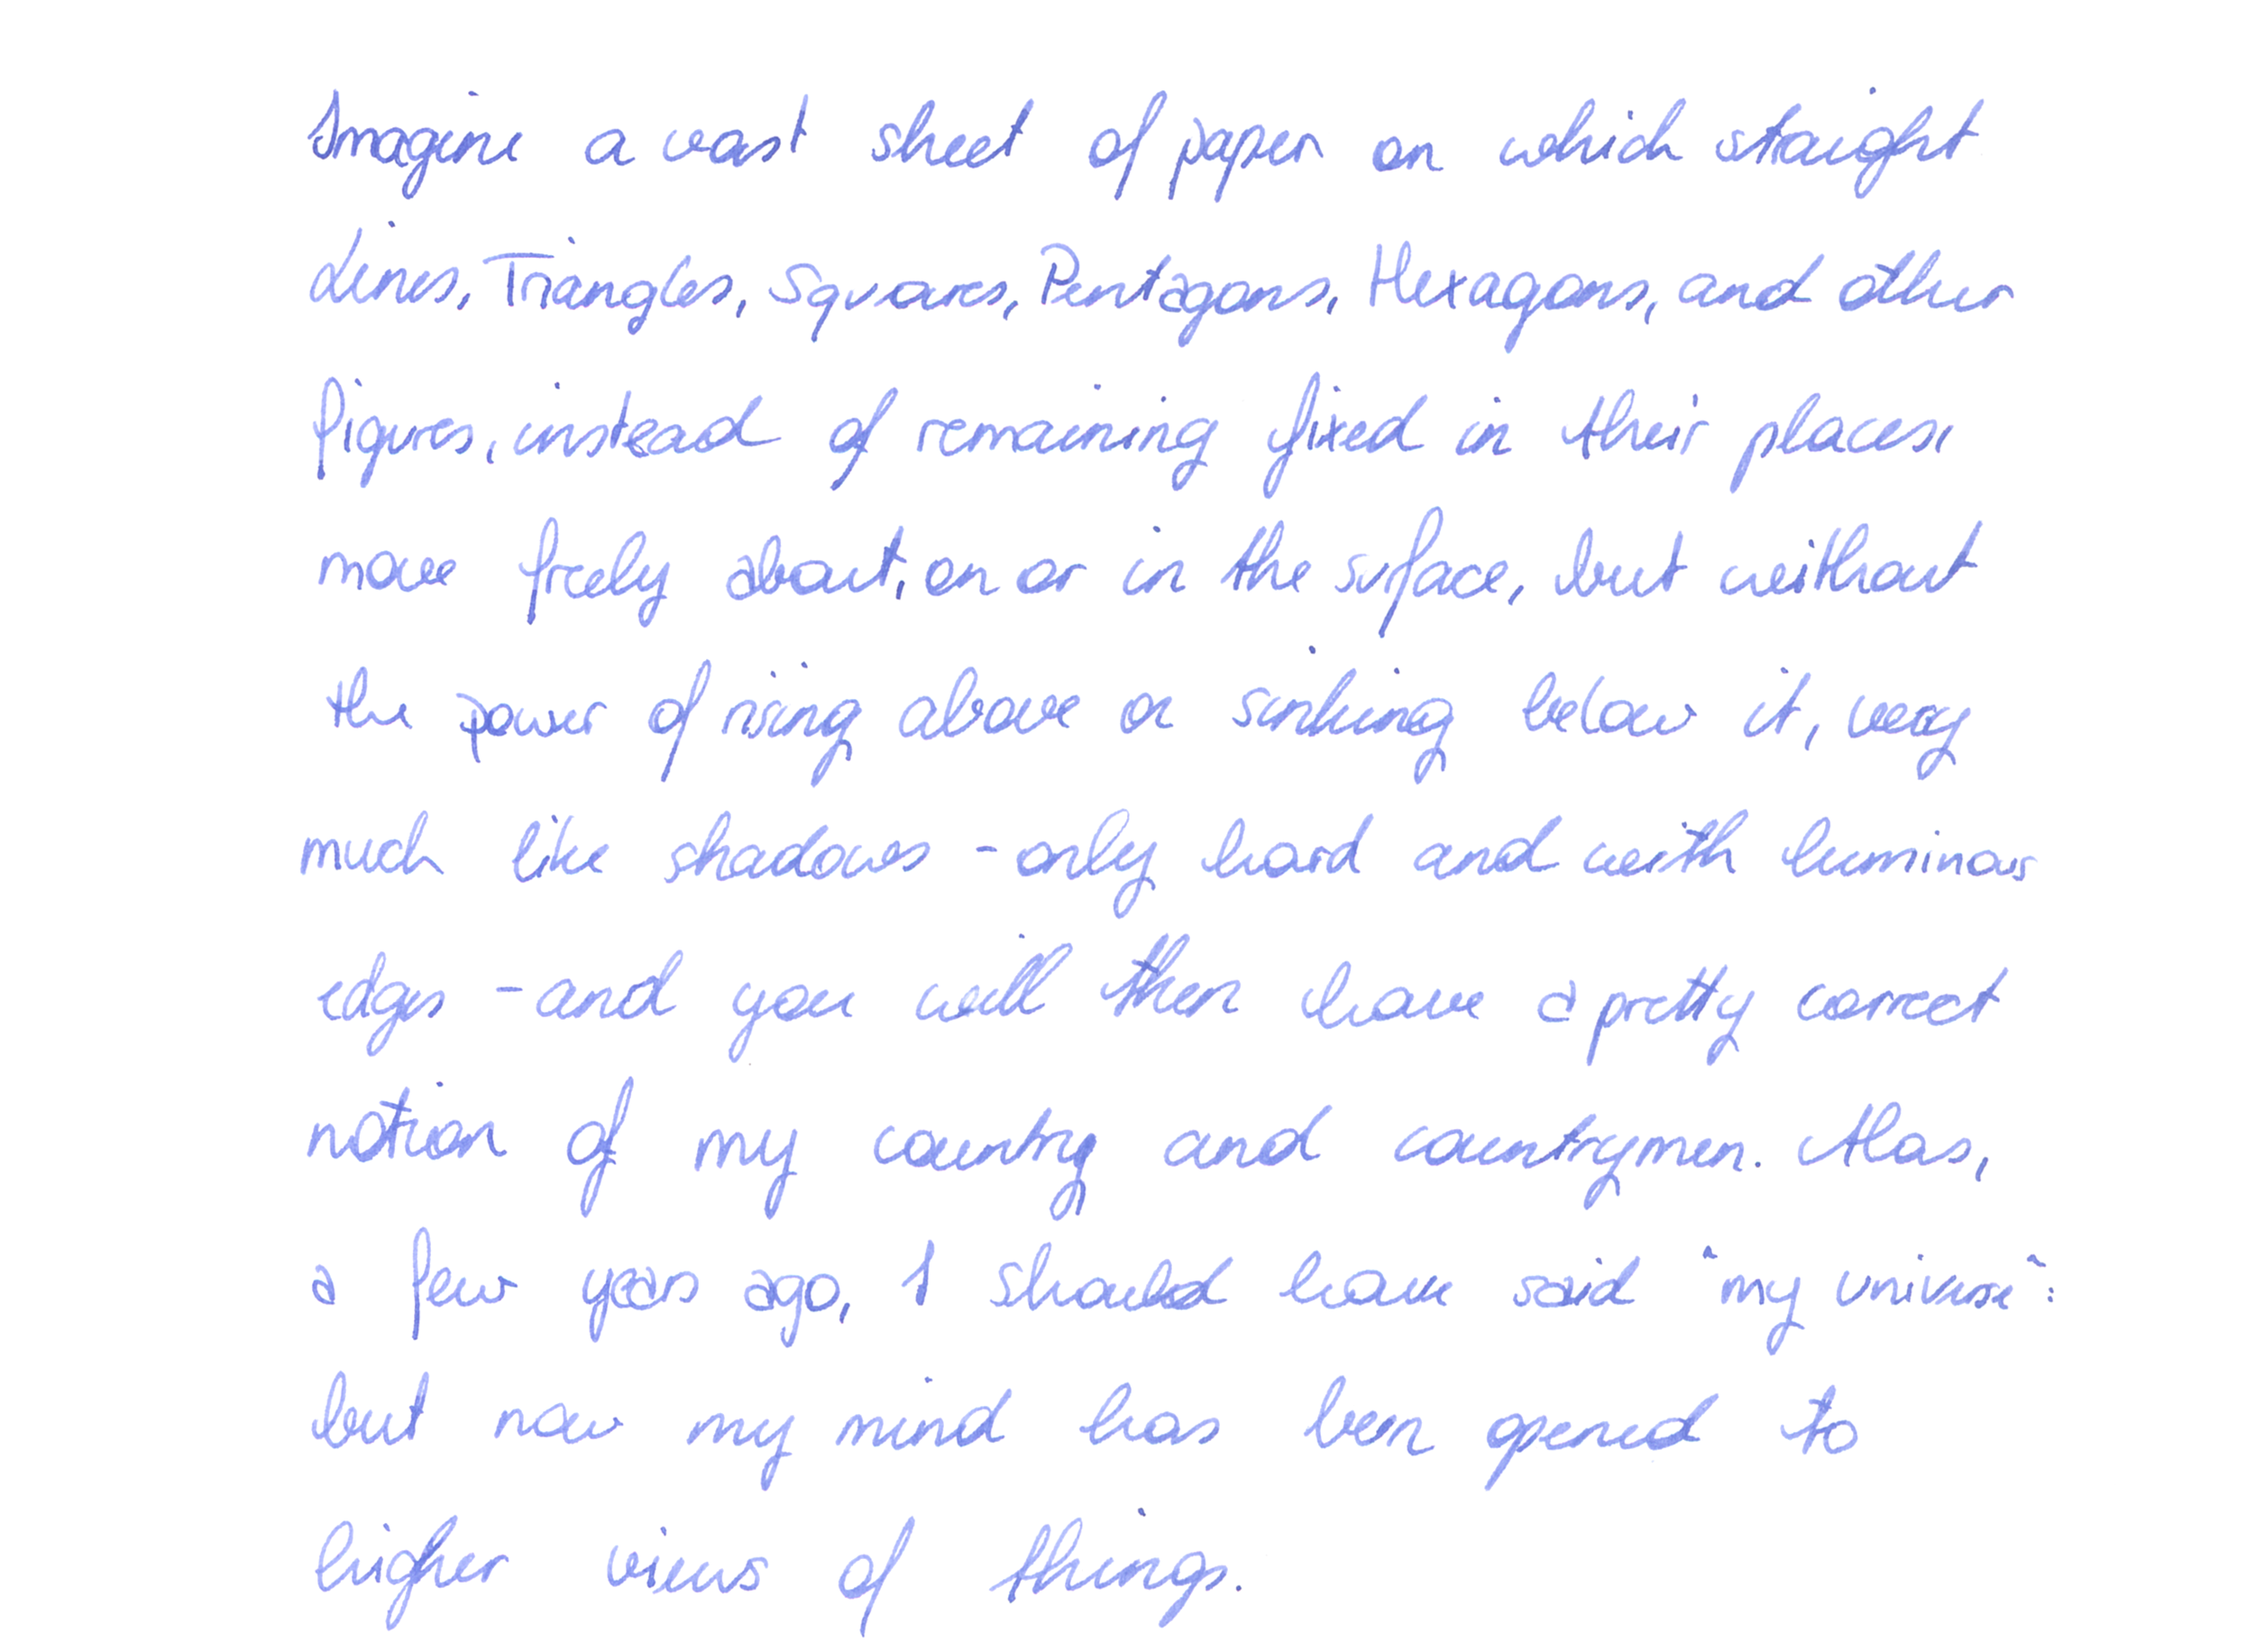 Imagine a vast sheet of paper on which straight
Lines, Triangles, Squares, Pentagons, Hexagons, and other
figures, instead of remaining fixed in their places,
move freely about, on or in the surface, but without
the power of rising above or sinking below it, very
much like shadows - only hard and with luminous
edges - and you will then have a pretty correct
notion of my country and countrymen. Alas,
a few years ago, I should have said "my universe":
but now my mind has been opened to
higher views of things.